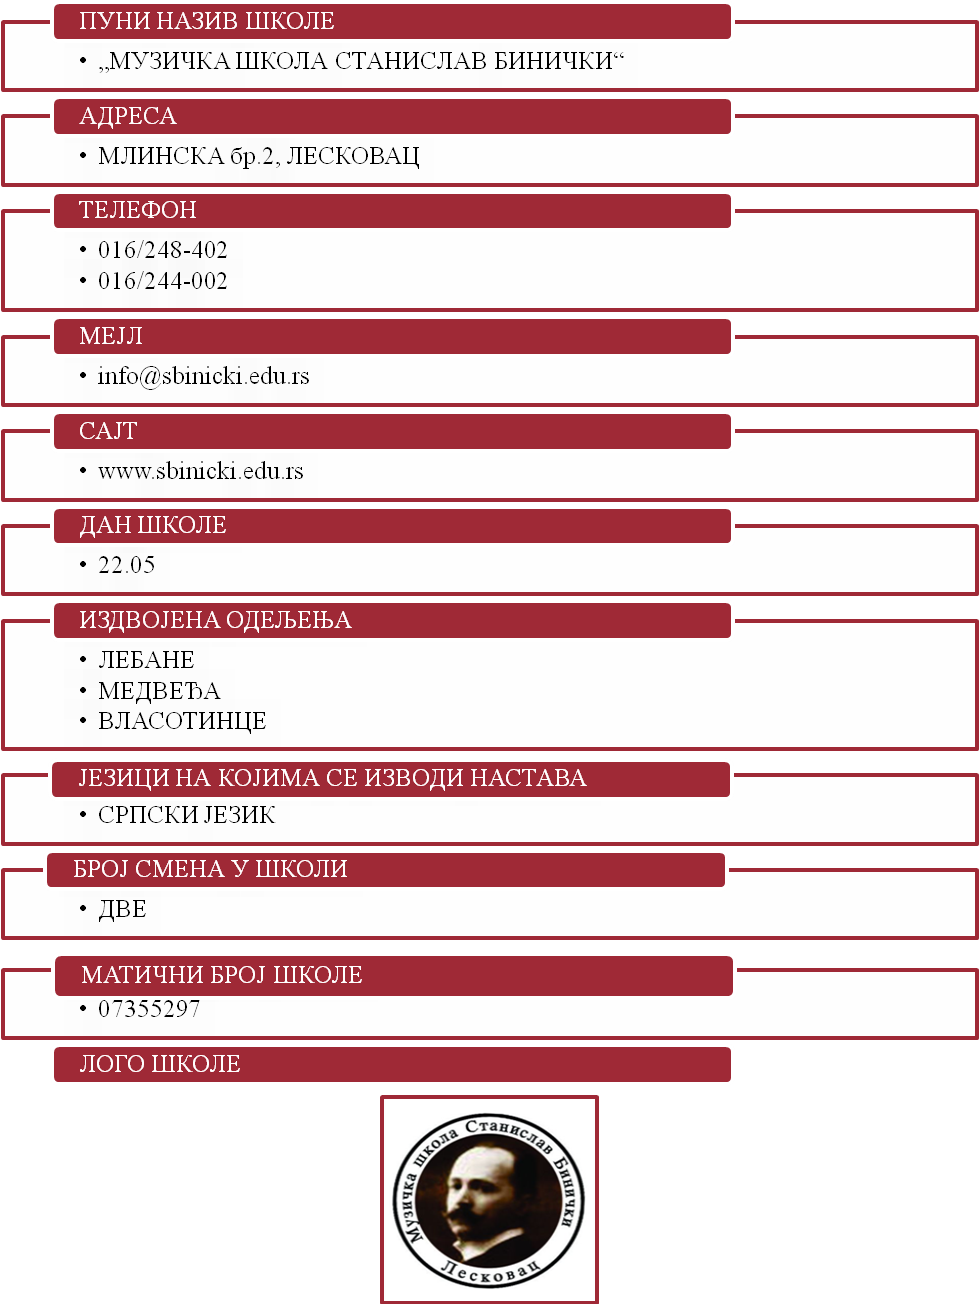 ПУНИ НАЗИВ ШКОЛЕ
• „МУЗИЧКА ШКОЛА СТАНИСЛАВ БИНИЧКИ“
АДРЕСА
• МЛИНСКА бр.2, ЛЕСКОВАЦ
ТЕЛЕФОН
• 016/248-402
• 016/244-002
МЕЈЛ
• info@sbinicki.edu.rs
САЈТ
• www.sbinicki.edu.rs
ДАН ШКОЛЕ
• 22.05
ИЗДВОЈЕНА ОДЕЉЕЊА
• ЛЕБАНЕ
• МЕДВЕЂА
• ВЛАСОТИНЦЕ
ЈЕЗИЦИ НА КОЈИМА СЕ ИЗВОДИ НАСТАВА
• СРПСКИ ЈЕЗИК
БРОЈ СМЕНА У ШКОЛИ
• ДВЕ
МАТИЧНИ БРОЈ ШКОЛЕ
• 07355297
ЛОГО ШКОЛЕ
Музичка школа Станислав Бинички
Лесковац